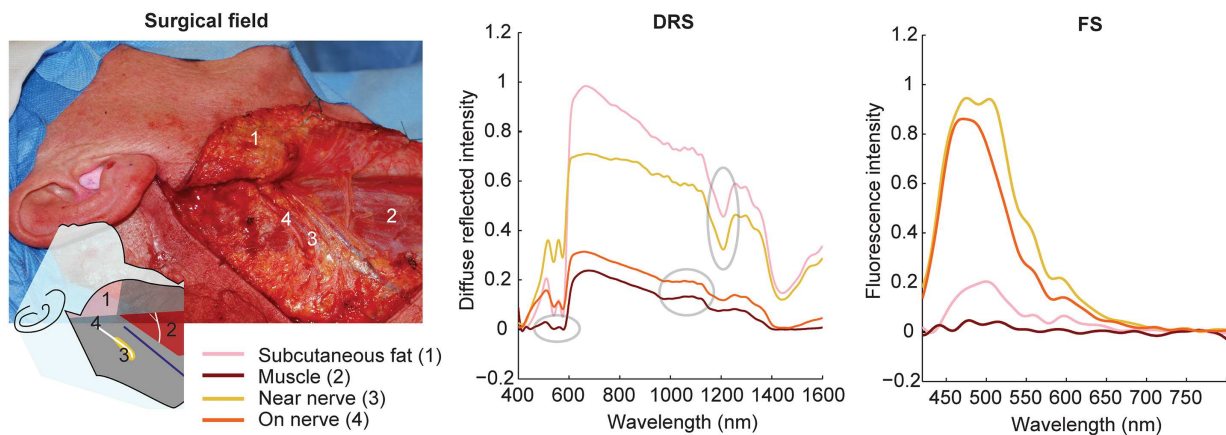 Surgical field
1
2
4
3
1
4
2
3
Subcutaneous fat (1)
Muscle (2)
Near nerve (3)
On nerve (4)
DRS
Diffuse reflected intensity
1.2
1
0.8
0.6
0.4
0.2
0
−0.2
400 600 800 1000 1200 1400 1600
Wavelength (nm)
FS
Fluorescence intensity
1.2
1
0.8
0.6
0.4
0.2
0
−0.2
450 500 550 600 650 700 750
Wavelength (nm)